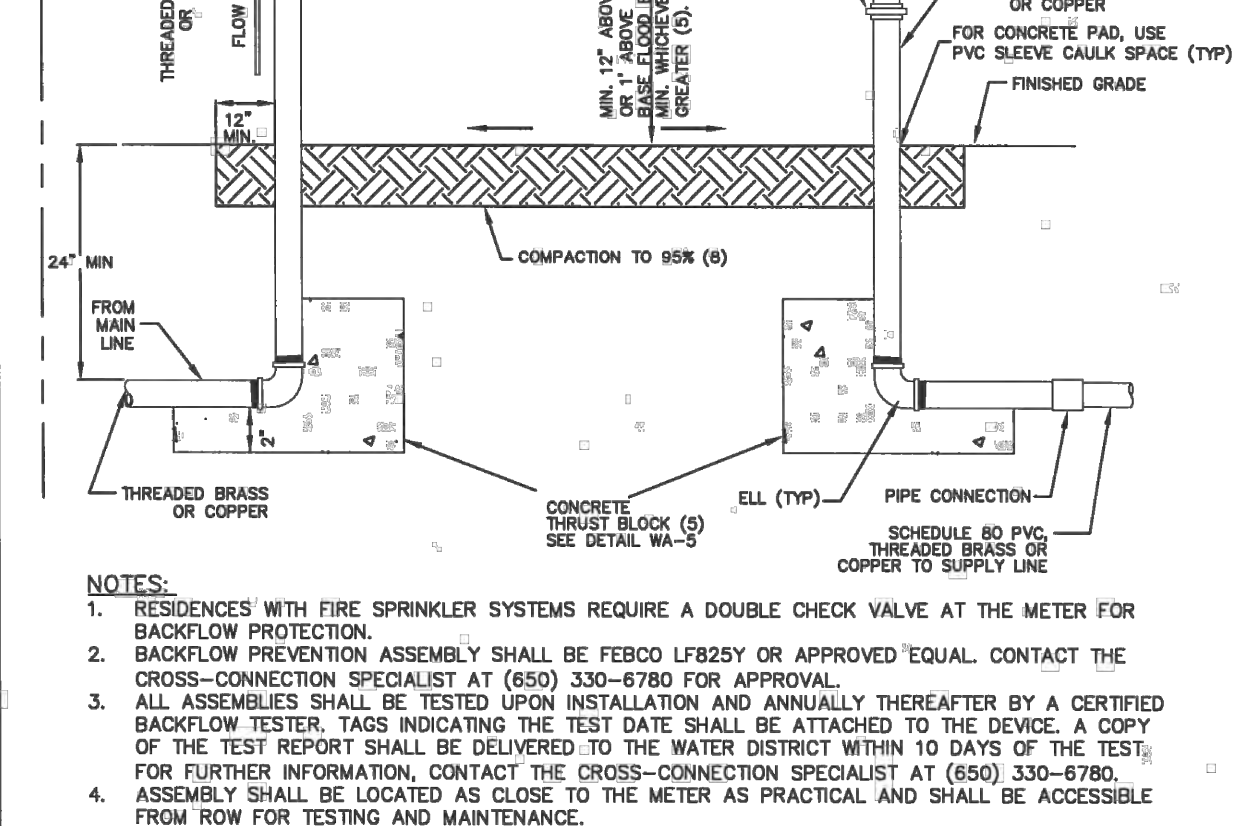 THREADED
OR
FLOW
MIN. 12"
OR 1' ABOVE
BASE FLOOD
MIN. WHICHEVE
GREATER (5).
OR COPPER
FOR CONCRETE PAD, USE
PVC SLEEVE CAULK SPACE (TYP)
FINISHED GRADE
12"
MIN.
COMPACTION TO 95% (8)
24" MIN
FROM
MAIN
LINE
2"
THREADED BRASS
OR COPPER
CONCRETE
THRUST BLOCK (5)
SEE DETAIL WA-5
ELL (TYP)
PIPE CONNECTION
SCHEDULE 80 PVC,
THREADED BRASS OR
COPPER TO SUPPLY LINE
NOTES:
1. RESIDENCES WITH FIRE SPRINKLER SYSTEMS REQUIRE A DOUBLE CHECK VALVE AT THE METER FOR
BACKFLOW PROTECTION.
2. BACKFLOW PREVENTION ASSEMBLY SHALL BE FEBCO LF825Y OR APPROVED EQUAL. CONTACT THE
CROSS-CONNECTION SPECIALIST AT (650) 330-6780 FOR APPROVAL.
3. ALL ASSEMBLIES SHALL BE TESTED UPON INSTALLATION AND ANNUALLY THEREAFTER BY A CERTIFIED
BACKFLOW TESTER. TAGS INDICATING THE TEST DATE SHALL BE ATTACHED TO THE DEVICE. A COPY
OF THE TEST REPORT SHALL BE DELIVERED TO THE WATER DISTRICT WITHIN 10 DAYS OF THE TEST.
FOR FURTHER INFORMATION, CONTACT THE CROSS-CONNECTION SPECIALIST AT (650) 330-6780.
4. ASSEMBLY SHALL BE LOCATED AS CLOSE TO THE METER AS PRACTICAL AND SHALL BE ACCESSIBLE
FROM ROW FOR TESTING AND MAINTENANCE.